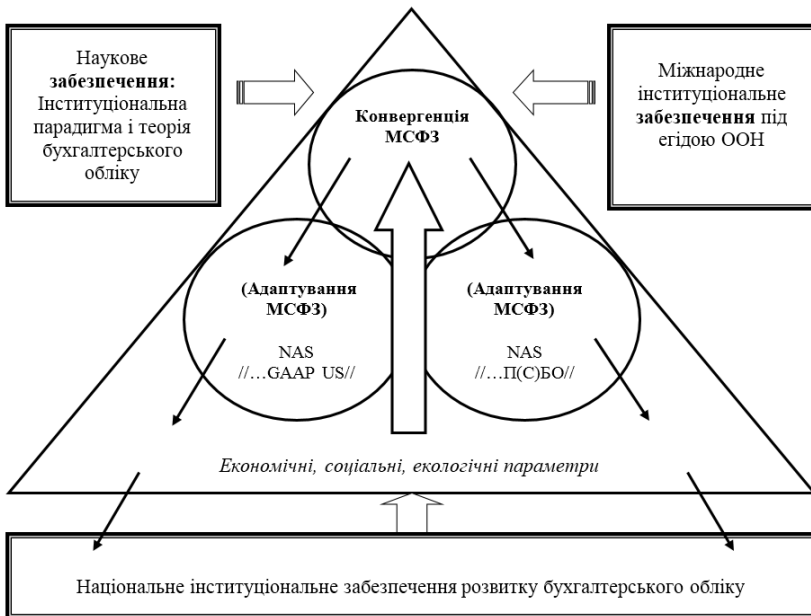 Наукове
забезпечення:
Інституціональна
парадигма і теорія
бухгалтерського
обліку
Міжнародне
інституціональне
забезпечення під
егідою ООН
Конвергенція
МСФЗ
(Адаптування
МСФЗ)
NAS
//…GAAP US//
(Адаптування
МСФЗ)
NAS
//…П(С)БО//
Економічні, соціальні, екологічні параметри
Національне інституціональне забезпечення розвитку бухгалтерського обліку